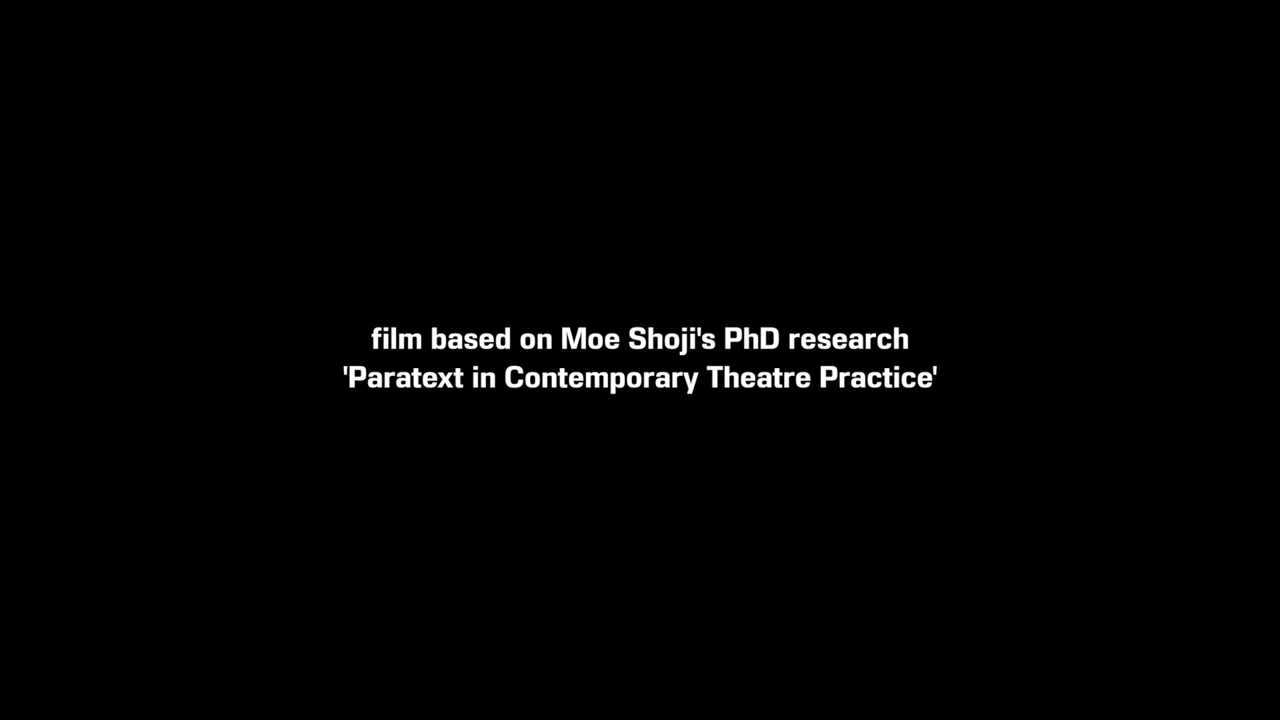 film based on Moe Shoji's PhD research
'Paratext in Contemporary Theatre Practice'